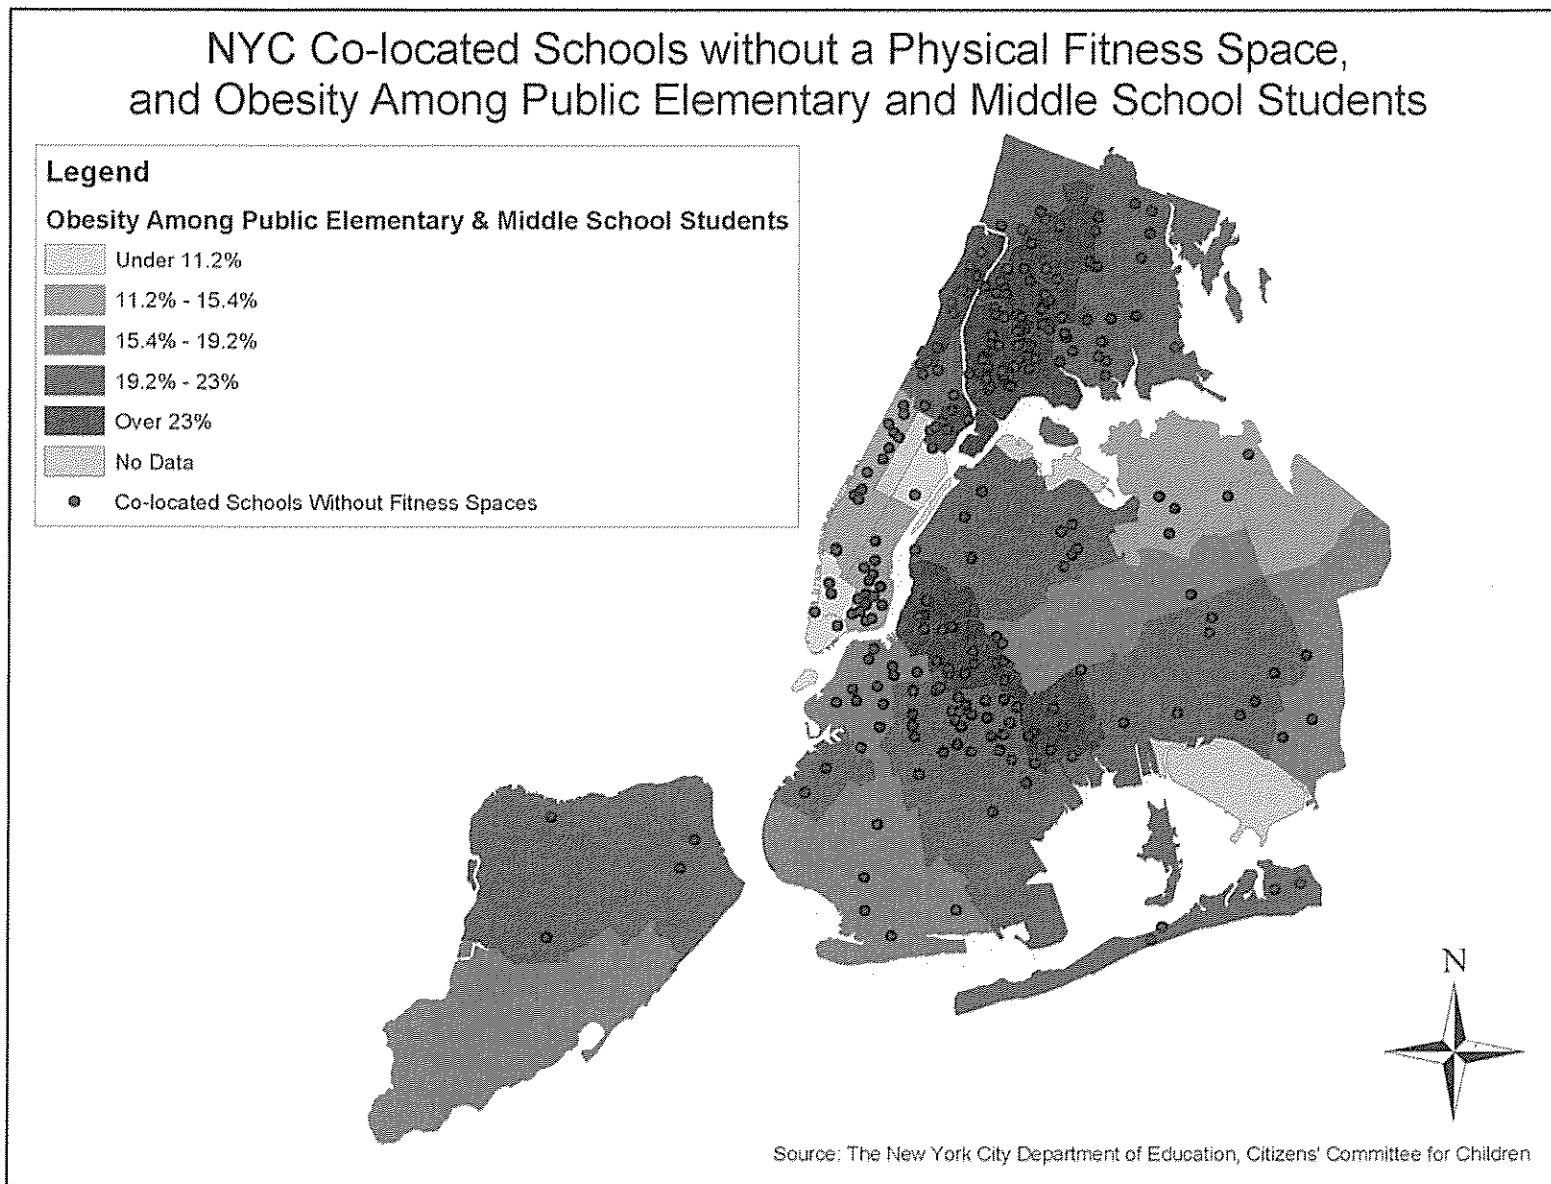 NYC Co-located Schools without a Physical Fitness Space,
and Obesity Among Public Elementary and Middle School Students
Legend
Obesity Among Public Elementary & Middle School Students
Under 11.2%
11.2% - 15.4%
15.4% - 19.2%
19.2% - 23%
Over 23%
No Data
Co-located Schools Without Fitness Spaces
N
Source: The New York City Department of Education, Citizens' Committee for Children